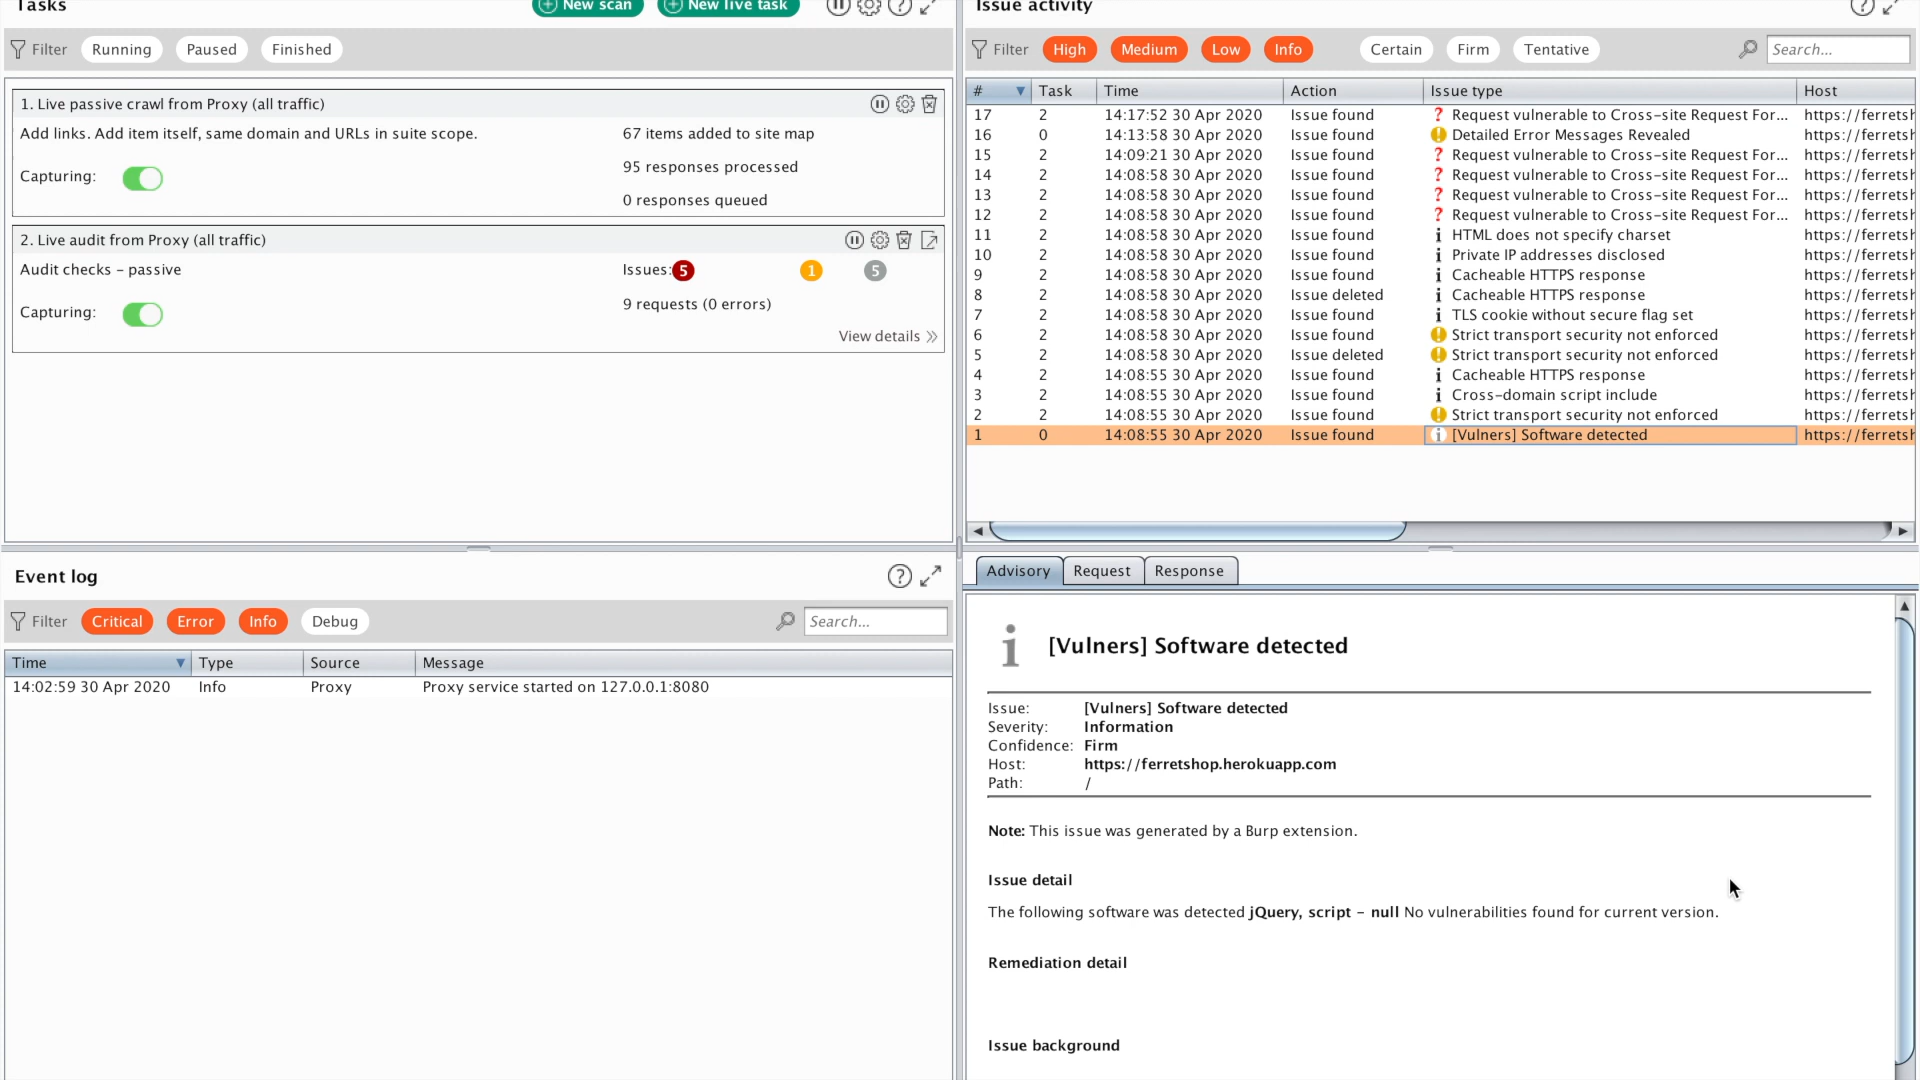 Tasks
New scan
New live task
Filter Running Paused Finished
1. Live passive crawl from Proxy (all traffic)
Add links. Add item itself, same domain and URLs in suite scope.
67 items added to site map
95 responses processed
Capturing:
0 responses queued
2. Live audit from Proxy (all traffic)
Audit checks – passive
Issues: 5 1 5
9 requests (0 errors)
Capturing:
View details
Issue activity
Filter High Medium Low Info Certain Firm Tentative Search...
# Task Time Action Issue type Host
17 2 14:17:52 30 Apr 2020 Issue found ? Request vulnerable to Cross-site Request For... https://ferretsh
16 0 14:13:58 30 Apr 2020 Issue found ! Detailed Error Messages Revealed https://ferretsh
15 2 14:09:21 30 Apr 2020 Issue found ? Request vulnerable to Cross-site Request For... https://ferretsh
14 2 14:08:58 30 Apr 2020 Issue found ? Request vulnerable to Cross-site Request For... https://ferretsh
13 2 14:08:58 30 Apr 2020 Issue found ? Request vulnerable to Cross-site Request For... https://ferretsh
12 2 14:08:58 30 Apr 2020 Issue found ? Request vulnerable to Cross-site Request For... https://ferretsh
11 2 14:08:58 30 Apr 2020 Issue found i HTML does not specify charset https://ferretsh
10 2 14:08:58 30 Apr 2020 Issue found i Private IP addresses disclosed https://ferretsh
9 2 14:08:58 30 Apr 2020 Issue found i Cacheable HTTPS response https://ferretsh
8 2 14:08:58 30 Apr 2020 Issue deleted i Cacheable HTTPS response https://ferretsh
7 2 14:08:58 30 Apr 2020 Issue found i TLS cookie without secure flag set https://ferretsh
6 2 14:08:58 30 Apr 2020 Issue found ! Strict transport security not enforced https://ferretsh
5 2 14:08:58 30 Apr 2020 Issue deleted ! Strict transport security not enforced https://ferretsh
4 2 14:08:55 30 Apr 2020 Issue found i Cacheable HTTPS response https://ferretsh
3 2 14:08:55 30 Apr 2020 Issue found i Cross-domain script include https://ferretsh
2 2 14:08:55 30 Apr 2020 Issue found ! Strict transport security not enforced https://ferretsh
1 0 14:08:55 30 Apr 2020 Issue found i [Vulners] Software detected https://ferretsh
Event log
Filter Critical Error Info Debug Search...
Time Type Source Message
14:02:59 30 Apr 2020 Info Proxy Proxy service started on 127.0.0.1:8080
Advisory Request Response
i [Vulners] Software detected
Issue: [Vulners] Software detected
Severity: Information
Confidence: Firm
Host: https://ferretshop.herokuapp.com
Path: /
Note: This issue was generated by a Burp extension.
Issue detail
The following software was detected jQuery, script – null No vulnerabilities found for current version.
Remediation detail
Issue background